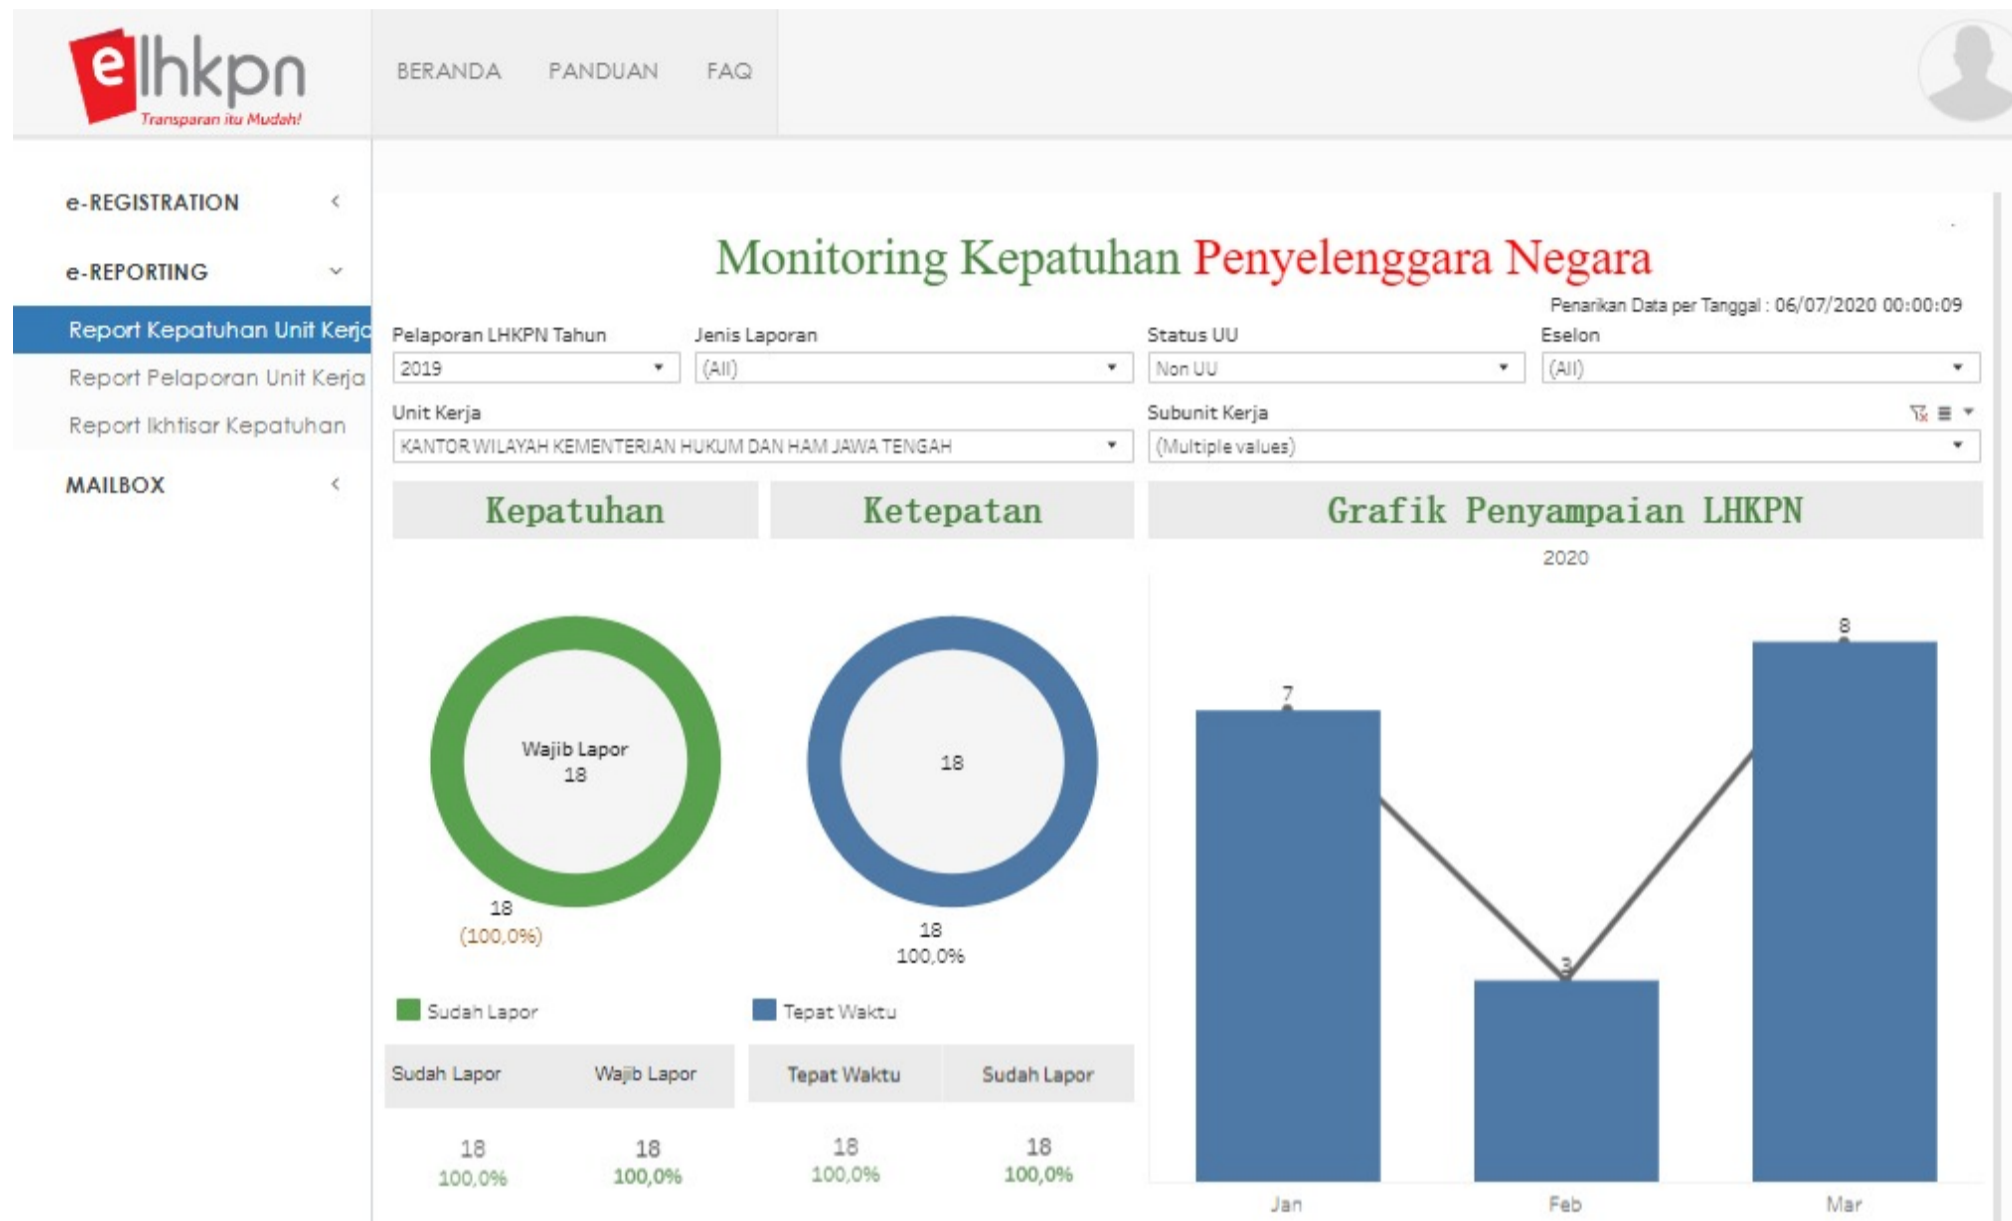 elhkpn
Transparan itu Mudah!
BERANDA PANDUAN FAQ
e-REGISTRATION
e-REPORTING
Report Kepatuhan Unit Kerja
Report Pelaporan Unit Kerja
Report Ikhtisar Kepatuhan
MAILBOX
Monitoring Kepatuhan Penyelenggara Negara
Penarikan Data per Tanggal : 06/07/2020 00:00:09
Pelaporan LHKPN Tahun Jenis Laporan Status UU Eselon
2019 (All) Non UU (All)
Unit Kerja Subunit Kerja
KANTOR WILAYAH KEMENTERIAN HUKUM DAN HAM JAWA TENGAH (Multiple values)
Kepatuhan Ketepatan Grafik Penyampaian LHKPN
Wajib Lapor
18
18
(100,0%)
Sudah Lapor
Sudah Lapor Wajib Lapor
18 18
100,0% 100,0%
18
18
100,0%
Tepat Waktu
Tepat Waktu Sudah Lapor
18 18
100,0% 100,0%
2020
7
3
8
Jan Feb Mar